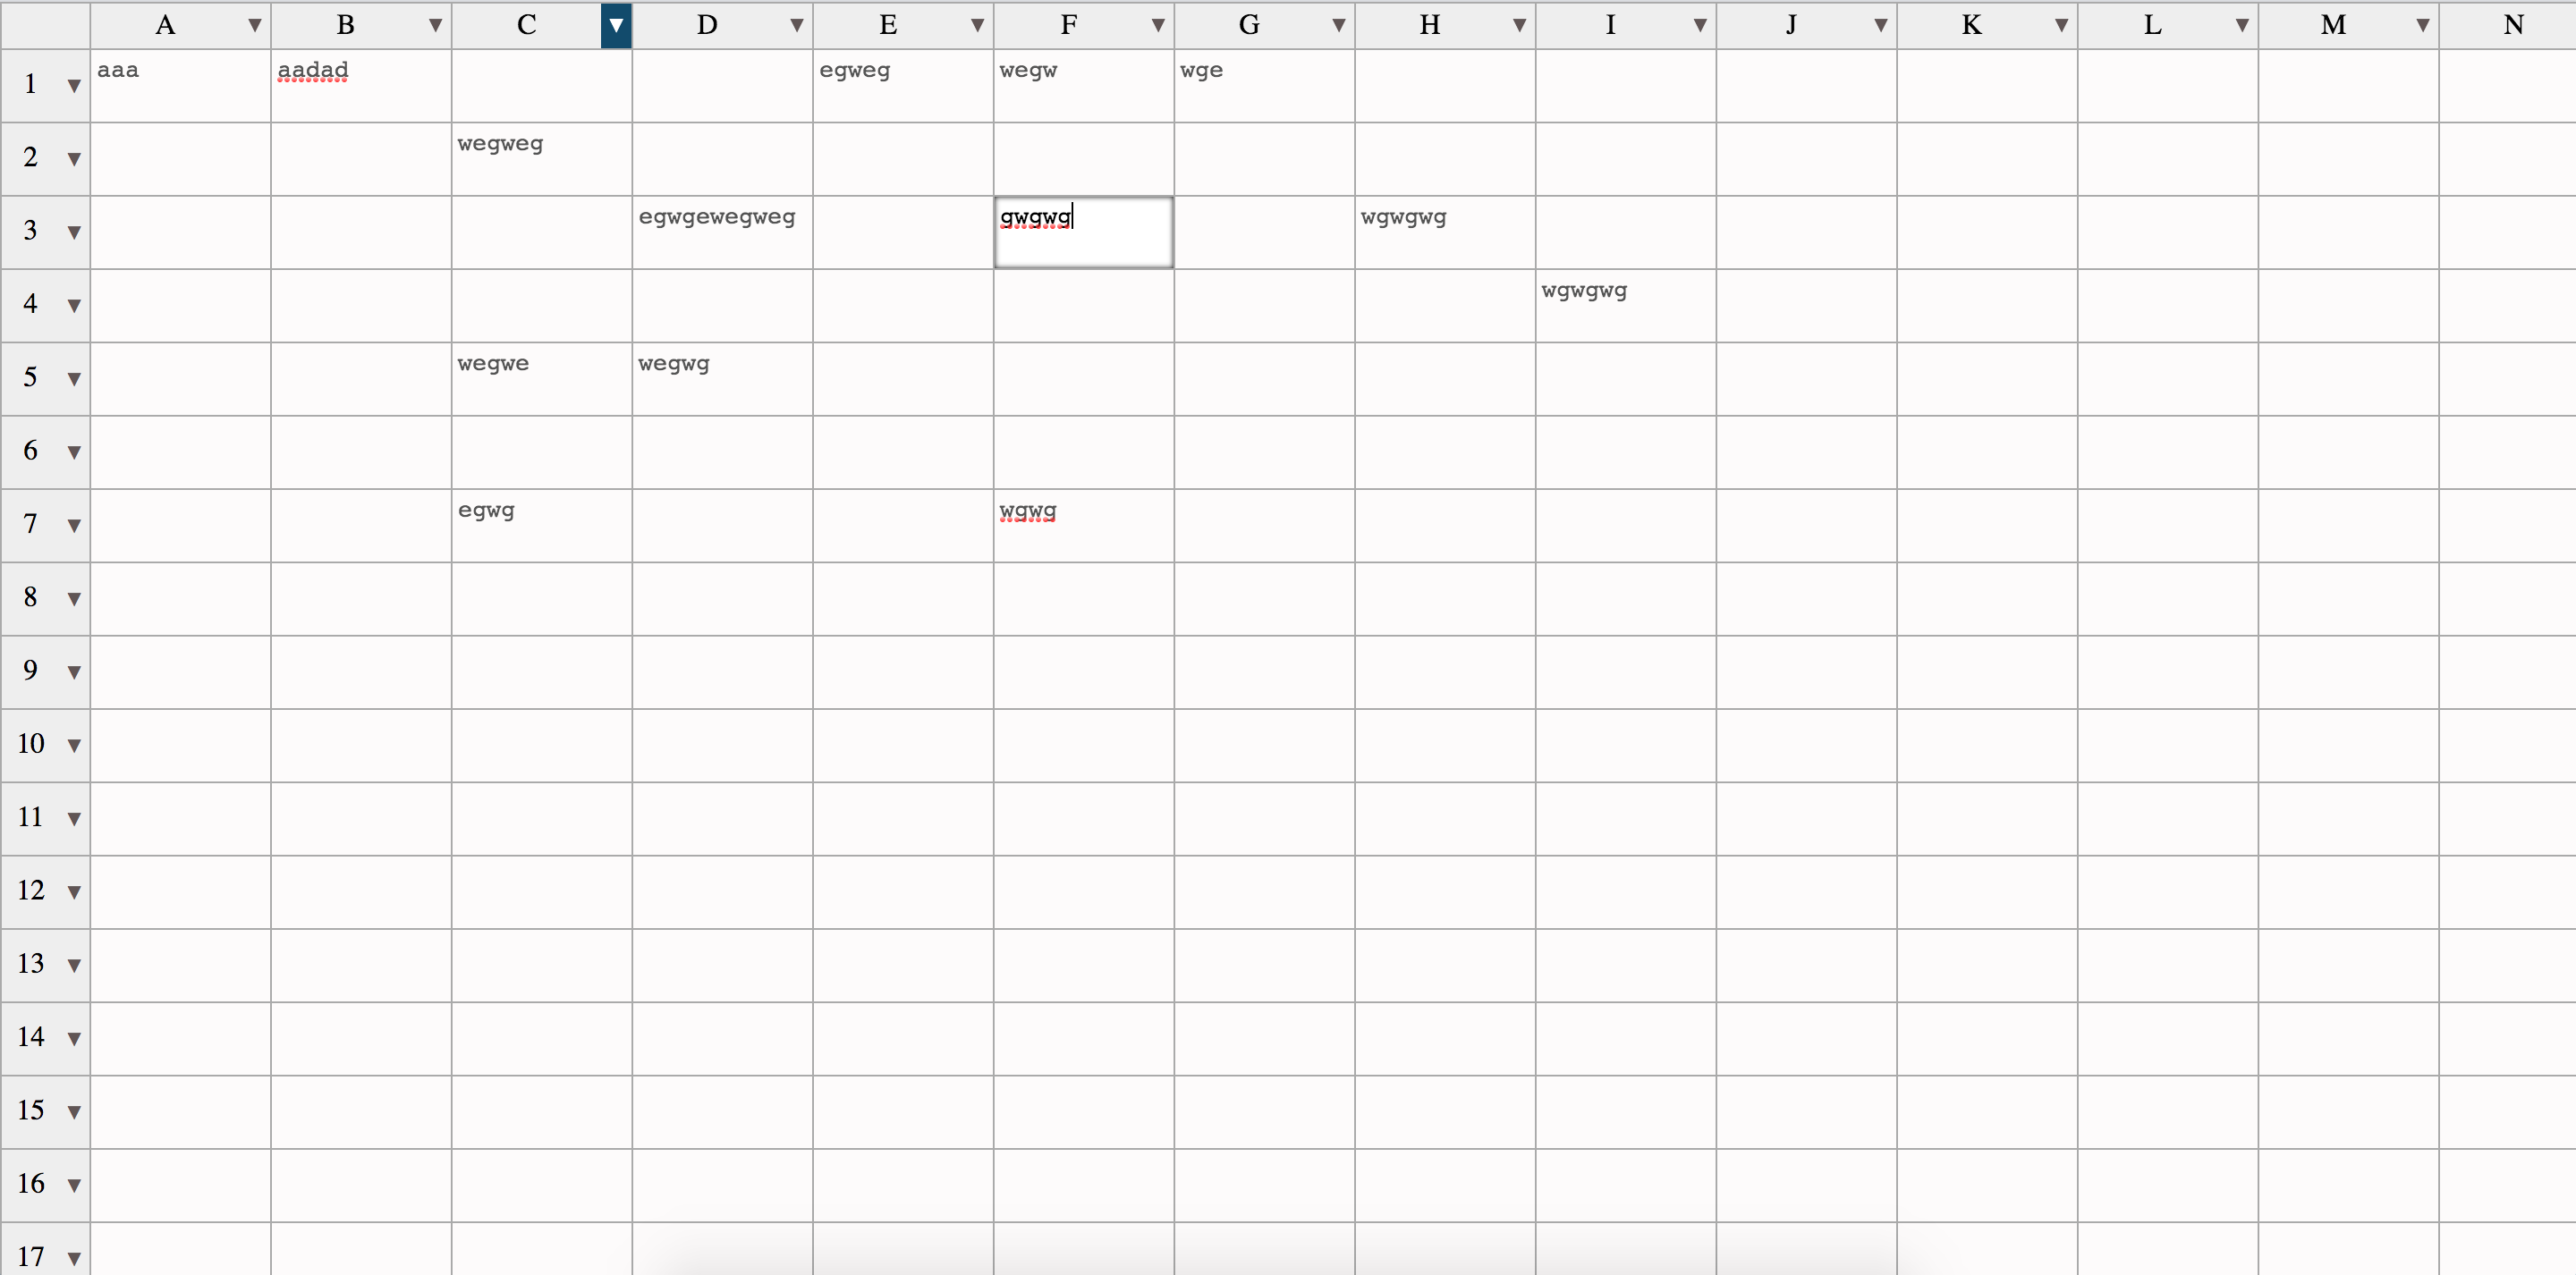 A ▼ B ▼ C ▼ D ▼ E ▼ F ▼ G ▼ H ▼ I ▼ J ▼ K ▼ L ▼ M ▼ N
1 ▼ aaa aadad egweg wegw wge
2 ▼ wegweg
3 ▼ egwgewegweg gwgwg wgwgwg
4 ▼ wgwgwg
5 ▼ wegwe wegwg
6 ▼
7 ▼ egwg wgwg
8 ▼
9 ▼
10 ▼
11 ▼
12 ▼
13 ▼
14 ▼
15 ▼
16 ▼
17 ▼